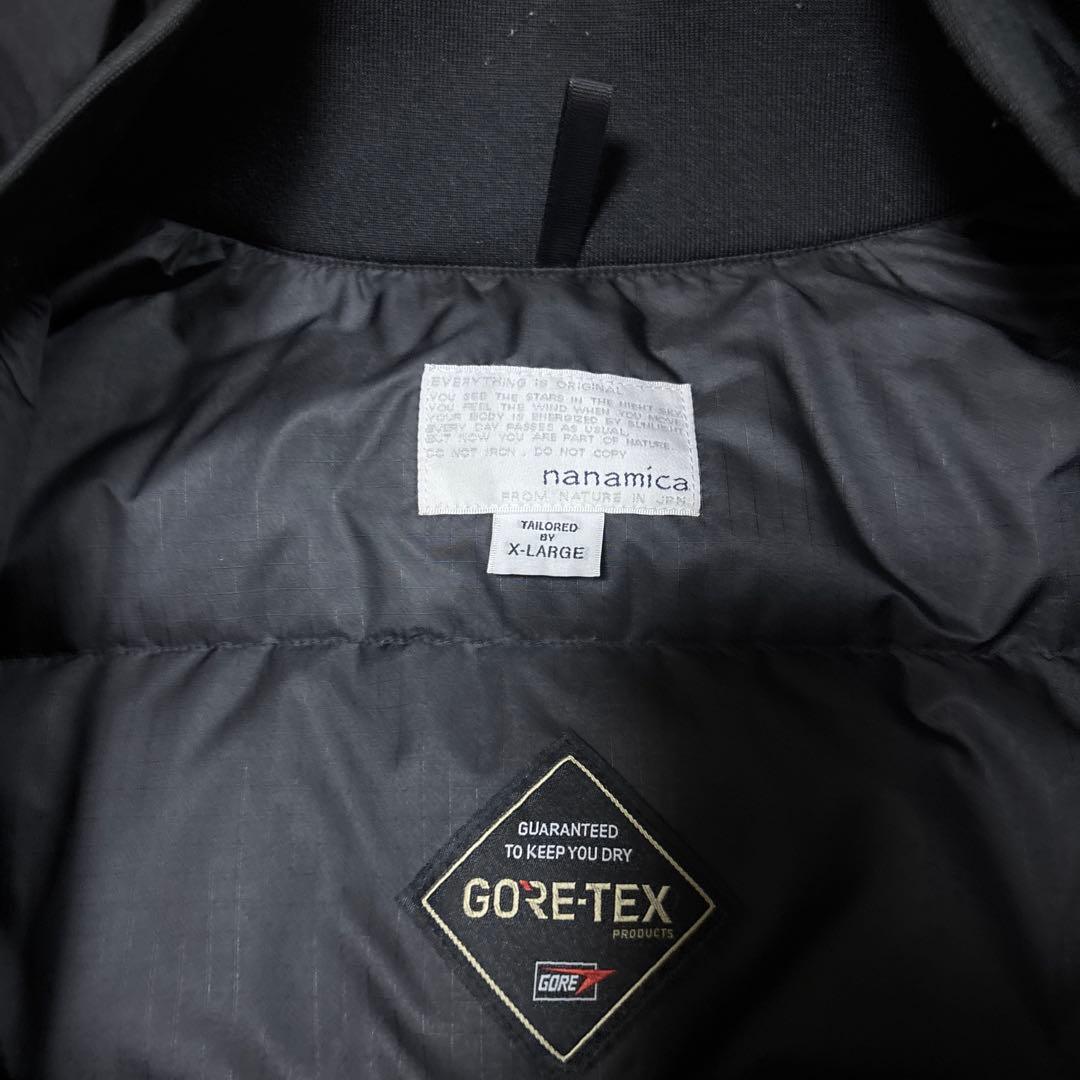 EVERYTHING IS ORIGINAL
YOU SEE THE STARS IN THE NIGHT SKY
YOU FEEL THE WIND WHEN YOU MOVE
YOUR BODY IS ENERGIZED BY SUNLIGHT
EVERY DAY PASSES AS USUAL,
BUT NOW YOU ARE PART OF NATURE.
DO NOT IRON , DO NOT COPY
nanamica
FROM NATURE IN JPN
TAILORED
BY
X-LARGE
GUARANTEED
TO KEEP YOU DRY
GORE-TEX
PRODUCTS
GORE